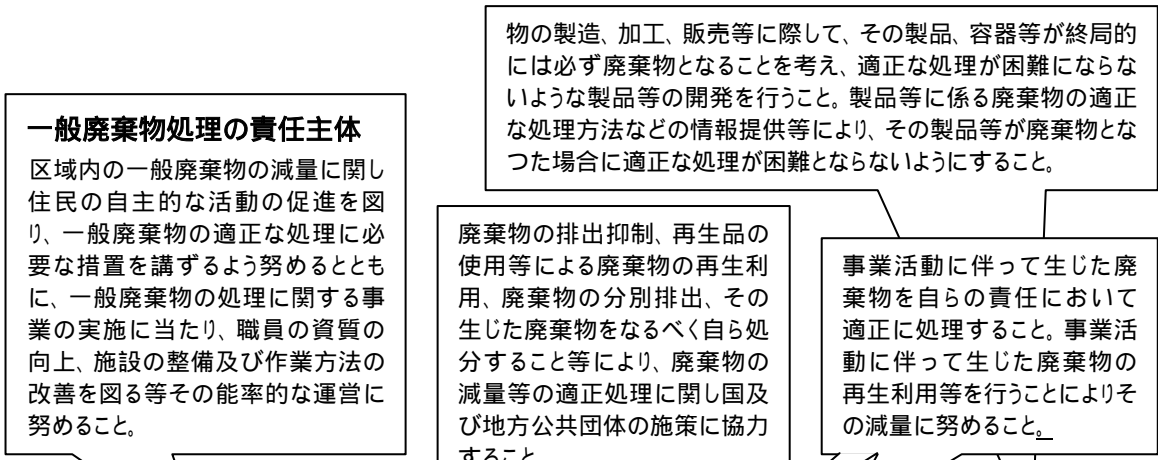 物の製造、加工、販売等に際して、その製品、容器等が終局的
には必ず廃棄物となることを考え、適正な処理が困難にならな
いような製品等の開発を行うこと。製品等に係る廃棄物の適正
な処理方法などの情報提供等により、その製品等が廃棄物とな
つた場合に適正な処理が困難とならないようにすること。
一般廃棄物処理の責任主体
区域内の一般廃棄物の減量に関し
住民の自主的な活動の促進を図
り、一般廃棄物の適正な処理に必
要な措置を講ずるよう努めるととも
に、一般廃棄物の処理に関する事
業の実施に当たり、職員の資質の
向上、施設の整備及び作業方法の
改善を図る等その能率的な運営に
努めること。
廃棄物の排出抑制、再生品の
使用等による廃棄物の再生利
用、廃棄物の分別排出、その
生じた廃棄物をなるべく自ら処
分すること等により、廃棄物の
減量等の適正処理に関し国及
び地方公共団体の施策に協力
すること
事業活動に伴って生じた廃
棄物を自らの責任において
適正に処理すること。事業活
動に伴って生じた廃棄物の
再生利用等を行うことによりそ
の減量に努めること。